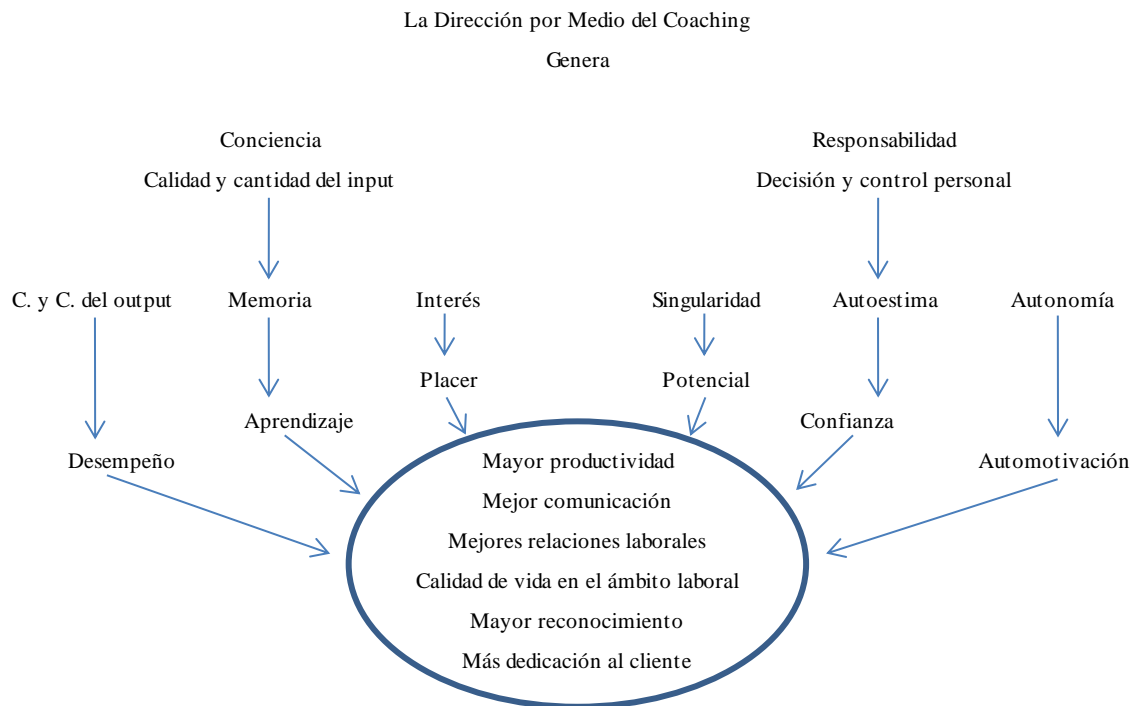 La Dirección por Medio del Coaching
Genera
Conciencia
Responsabilidad
Calidad y cantidad del input
Decisión y control personal
C. y C. del output
Memoria
Interés
Singularidad
Autoestima
Autonomía
Placer
Potencial
Aprendizaje
Confianza
Desempeño
Automotivación
Mayor productividad
Mejor comunicación
Mejores relaciones laborales
Calidad de vida en el ámbito laboral
Mayor reconocimiento
Más dedicación al cliente